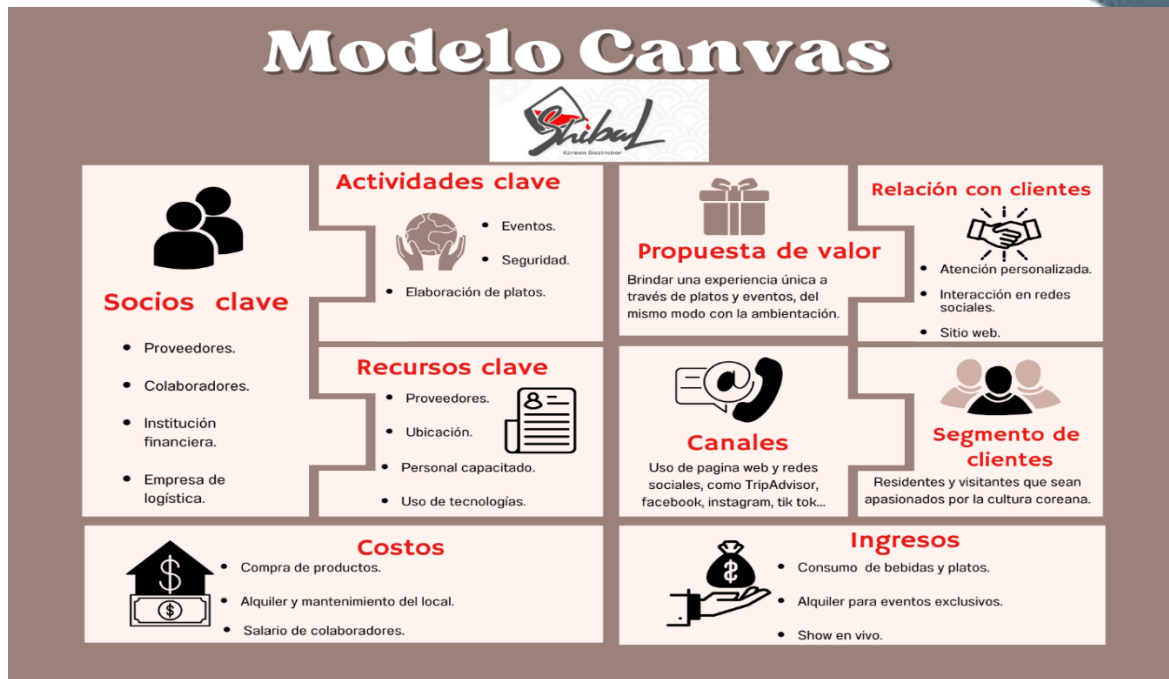 Modelo Canvas
Shibal
Korean Gastrobar
Socios clave
Proveedores.
Colaboradores.
Institución
financiera.
Empresa de
logística.
Actividades clave
Eventos.
Seguridad.
Elaboración de platos.
Recursos clave
Proveedores.
Ubicación.
Personal capacitado.
Uso de tecnologías.
Propuesta de valor
Brindar una experiencia única a
través de platos y eventos, del
mismo modo con la ambientación.
Relación con clientes
Atención personalizada.
Interacción en redes
sociales.
Sitio web.
Canales
Uso de pagina web y redes
sociales, como TripAdvisor,
facebook, instagram, tik tok...
Segmento de
clientes
Residentes y visitantes que sean
apasionados por la cultura coreana.
Costos
Compra de productos.
Alquiler y mantenimiento del local.
Salario de colaboradores.
Ingresos
Consumo de bebidas y platos.
Alquiler para eventos exclusivos.
Show en vivo.